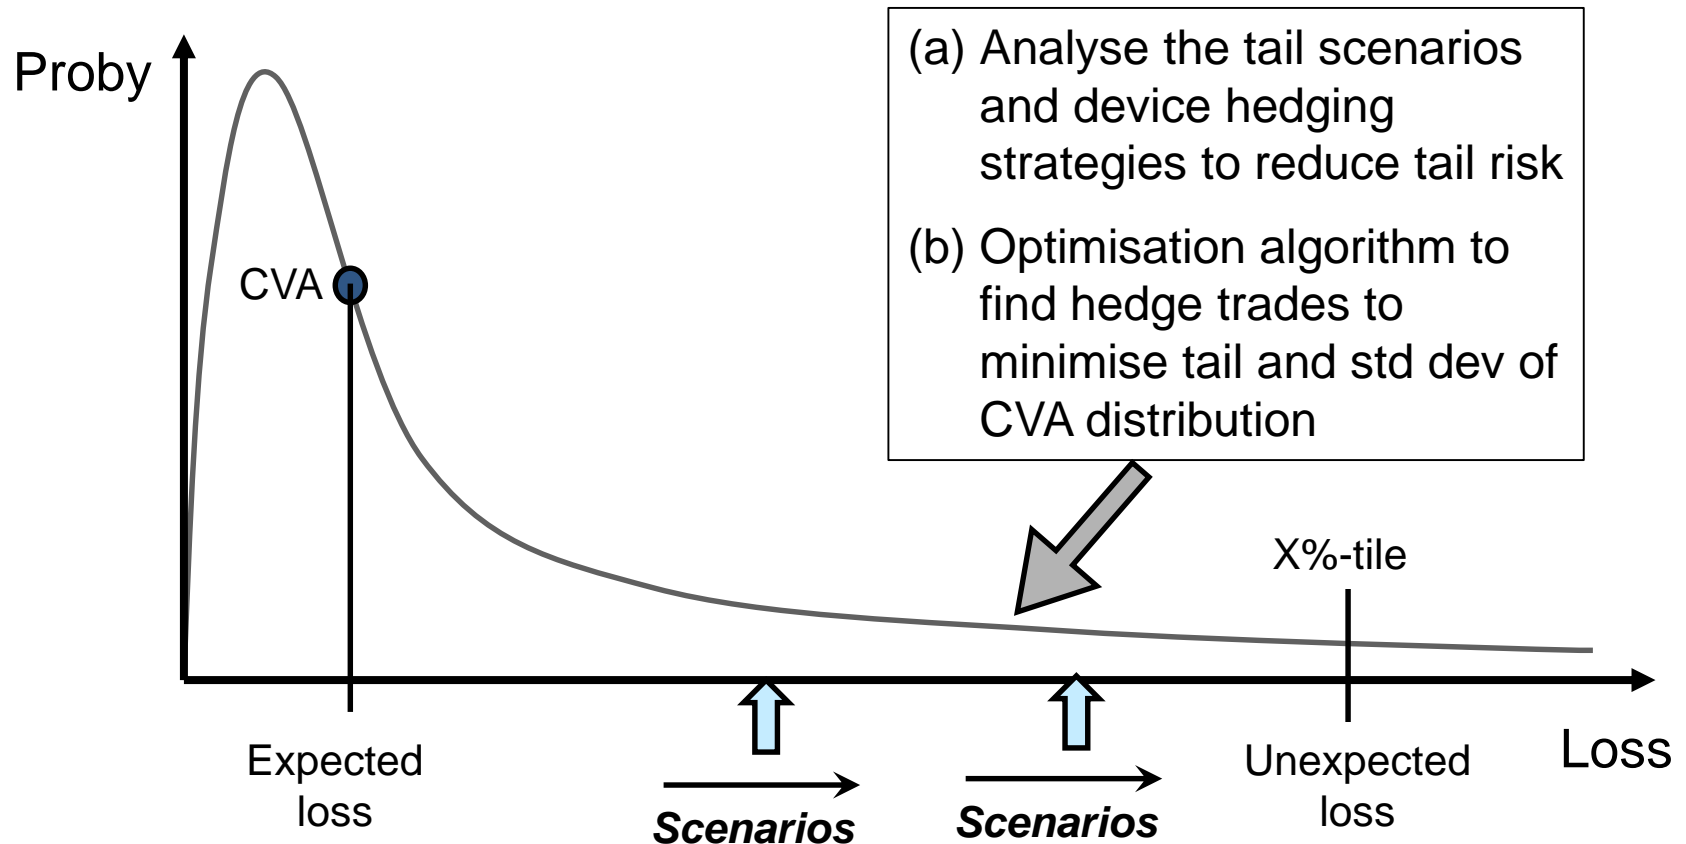 Proby
(a) Analyse the tail scenarios
and device hedging
strategies to reduce tail risk
(b) Optimisation algorithm to
find hedge trades to
minimise tail and std dev of
CVA distribution
CVA
X%-tile
Expected
loss
Scenarios
Scenarios
Unexpected
loss
Loss